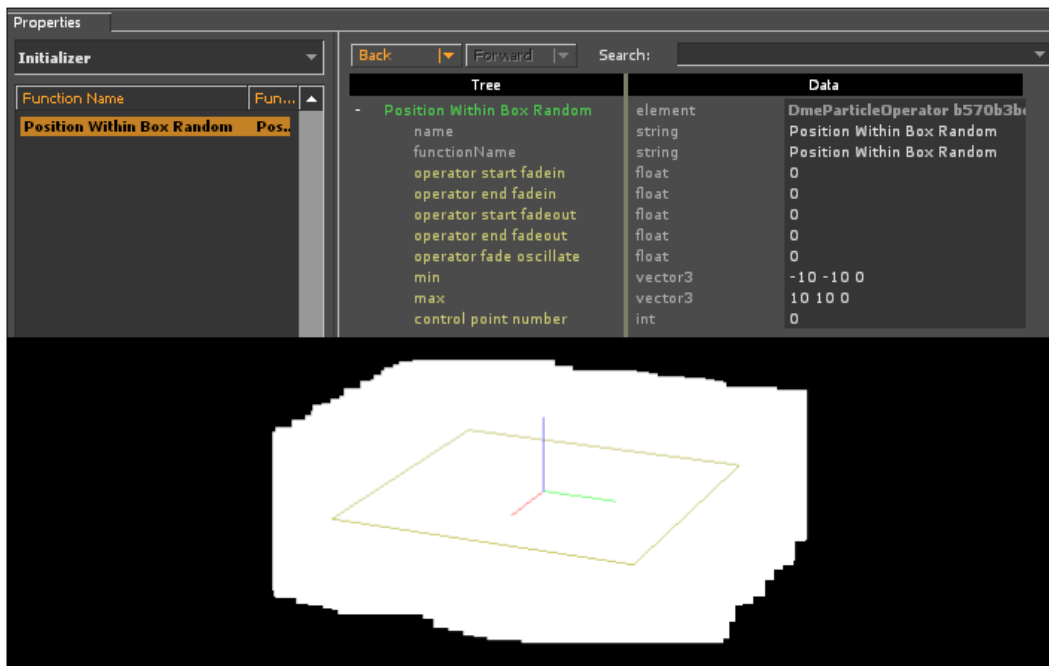 Properties
Initializer
Back Forward Search:
Function Name Fun...
Position Within Box Random Pos..
Tree Data
- Position Within Box Random element DmeParticleOperator b570b3b
name string Position Within Box Random
functionName string Position Within Box Random
operator start fadein float 0
operator end fadein float 0
operator start fadeout float 0
operator end fadeout float 0
operator fade oscillate float 0
min vector3 -10 -10 0
max vector3 10 10 0
control point number int 0